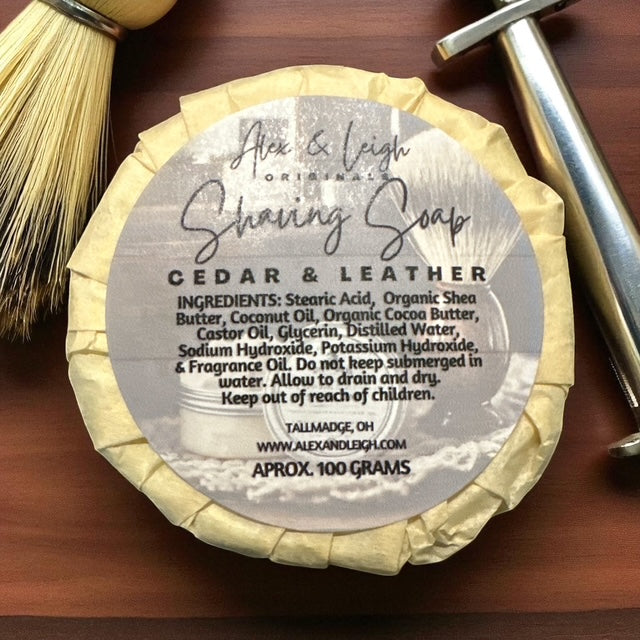 Alex & Leigh
ORIGINALS
Shaving Soap
CEDAR & LEATHER
INGREDIENTS: Stearic Acid, Organic Shea
Butter, Coconut Oil, Organic Cocoa Butter,
Castor Oil, Glycerin, Distilled Water,
Sodium Hydroxide, Potassium Hydroxide,
& Fragrance Oil. Do not keep submerged in
water. Allow to drain and dry.
Keep out of reach of children.
TALLMADGE, OH
WWW.ALEXANDLEIGH.COM
APROX. 100 GRAMS